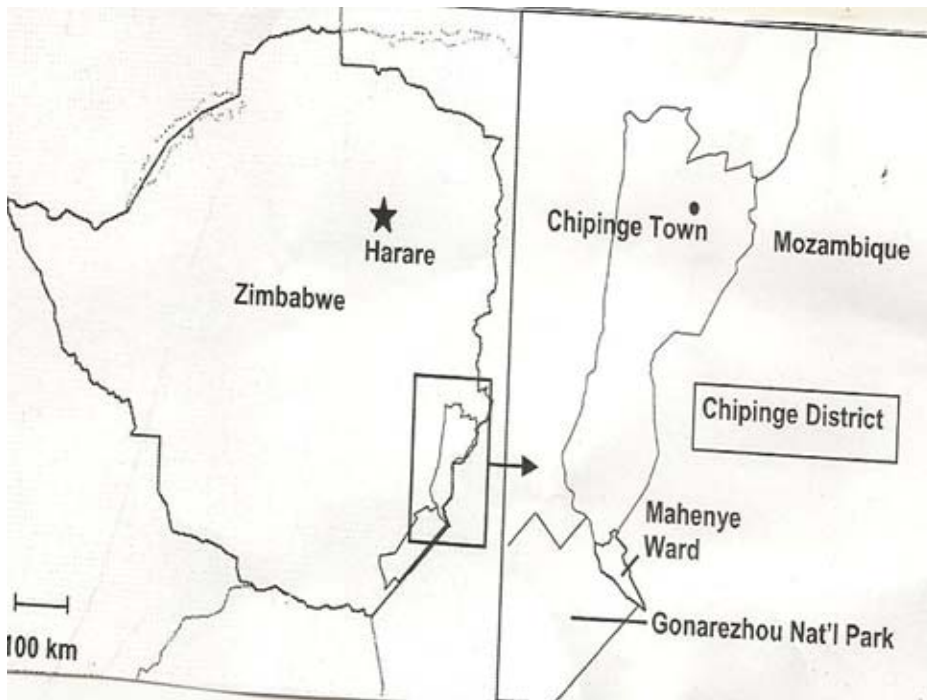 Harare
Zimbabwe
100 km
Chipinge Town
Mozambique
Chipinge District
Mahenye
Ward
Gonarezhou Nat'l Park